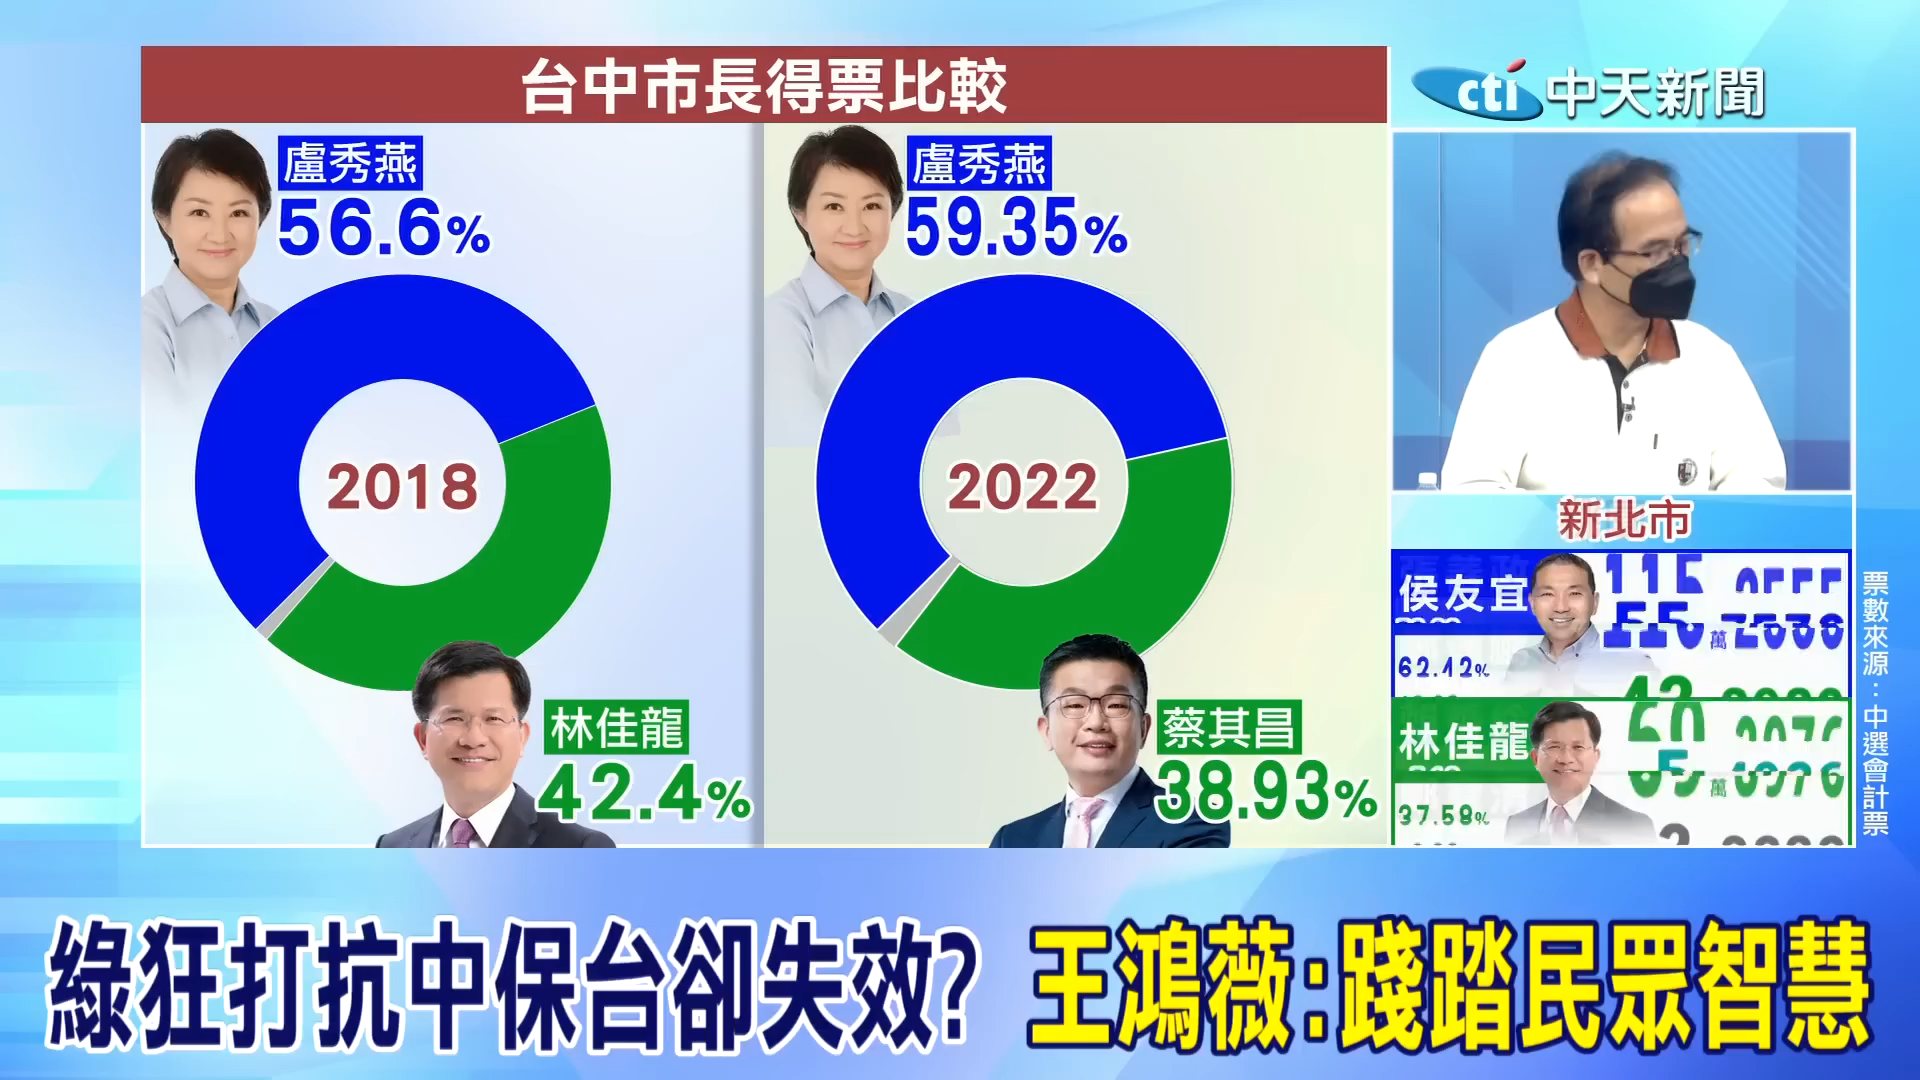 台中市長得票比較
cti 中天新聞
盧秀燕
56.6%
2018
林佳龍
42.4%
盧秀燕
59.35%
2022
蔡其昌
38.93%
新北市
侯友宜
萬
62.42%
林佳龍
萬
37.58%
票數來源:中選會計票
綠狂打抗中保台卻失效? 王鴻薇:踐踏民眾智慧